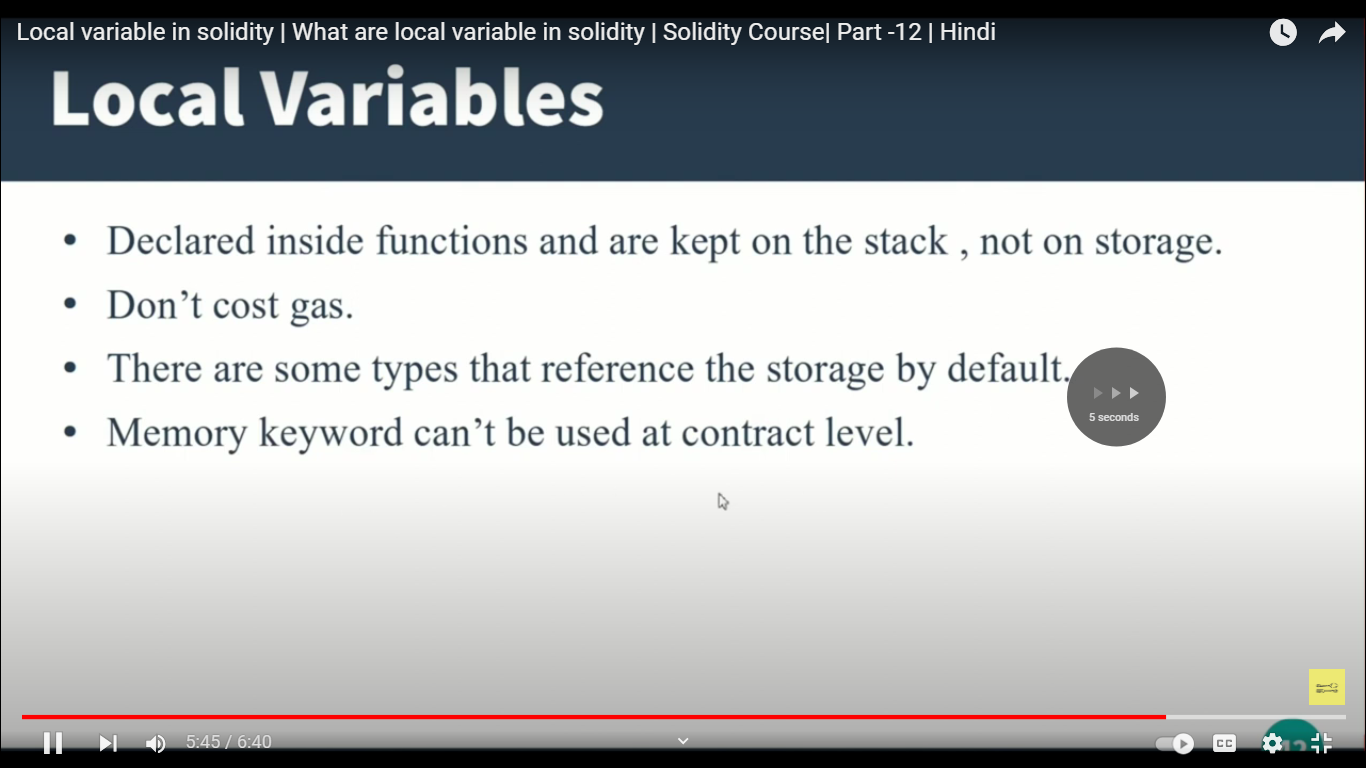 Local variable in solidity | What are local variable in solidity | Solidity Course| Part -12 | Hindi
Local Variables
• Declared inside functions and are kept on the stack , not on storage.
• Don’t cost gas.
• There are some types that reference the storage by default.
5 seconds
• Memory keyword can’t be used at contract level.
5:45 / 6:40
CC
12